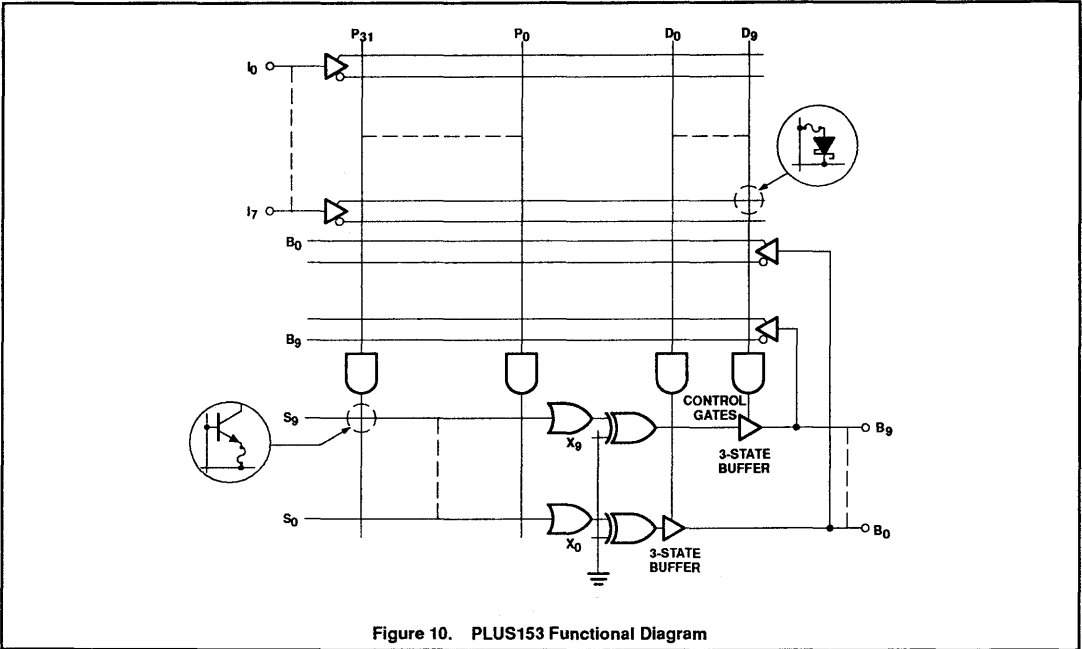 P31 P0 D0 D9
I0
I7
B0
B9
CONTROL
GATES
S9
X9
B9
3-STATE
BUFFER
S0
X0
B0
3-STATE
BUFFER
Figure 10. PLUS153 Functional Diagram